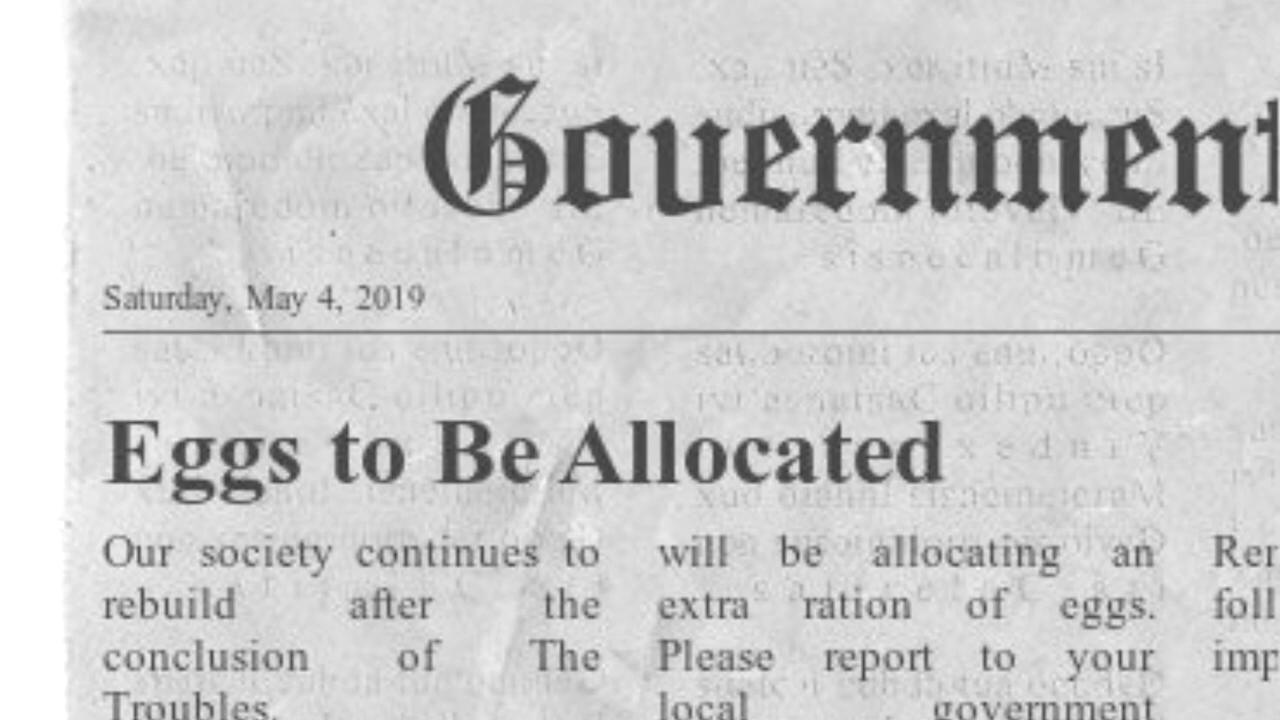 Government
Saturday, May 4, 2019
Eggs to Be Allocated
Our society continues to
rebuild after the
conclusion of The
Troubles.
will be allocating an
extra ration of eggs.
Please report to your
local government